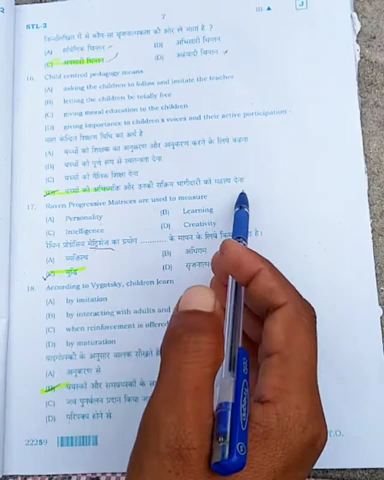 7
STL-3
II ▲
J
निम्नलिखित में से कौन सा सृजनात्मकता की ओर ले जाता है ?
(A) चिन्तन (B) अभिसारी चिन्तन
(C) अपसारी चिन्तन (D) चिन्तन
16. Child centred pedagogy means
(A) asking the children to follow and imitate the teacher
(B) letting the children be totally free
(C) giving moral education to the children
(D) giving importance to children's voices and their active participation
बाल केन्द्रित शिक्षण विधि का अर्थ है
(A) बच्चों को शिक्षक का अनुसरण और अनुकरण करने के लिये कहना
(B) बच्चों को पूर्ण रूप से स्वतन्त्रता देना
(C) बच्चों को नैतिक शिक्षा देना
बच्चों की अभिव्यक्ति और उनकी सक्रिय भागीदारी को महत्त्व देना
17. Raven Progressive Matrices are used to measure
(A) Personality (B) Learning
(C) Intelligence (D) Creativity
रेविन प्रोग्रेसिव मैट्रिसेज का प्रयोग ........... के मापन के लिये है।
(A) व्यक्तित्व (B) अधिगम
(C) बुद्धि (D)
18. According to Vygotsky, children learn
(A) by imitation
(B) by interacting with adults and
(C) when reinforcement is offered
(D) by maturation
वाइगोत्स्की के अनुसार बालक सीखते हैं
(A) अनुकरण से
(B) वयस्कों और समवयस्कों के
(C) जब पुनर्बलन प्रदान किया
(D) परिपक्व होने से
22289
T.O.